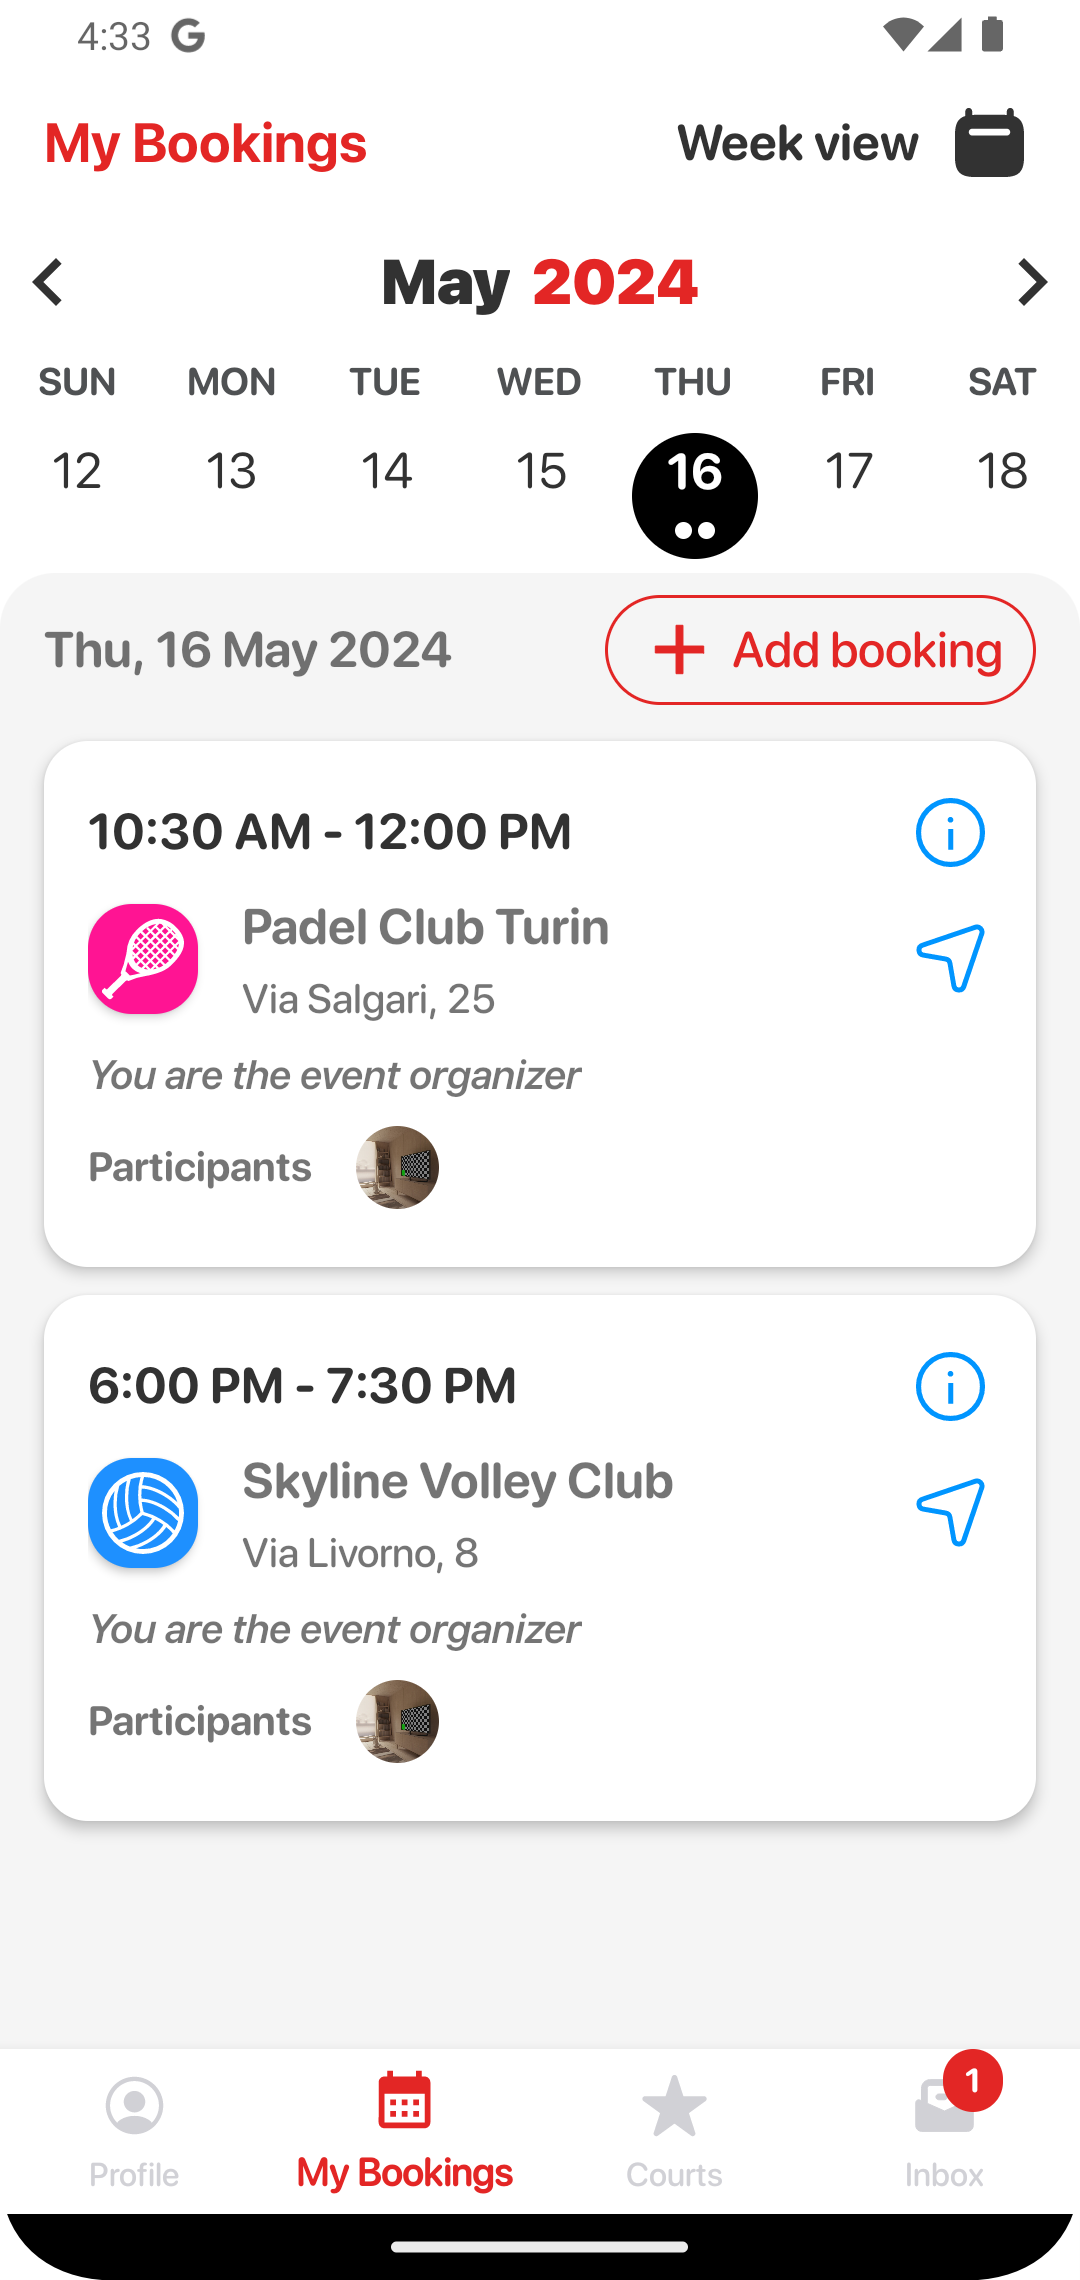 4:33 G
My Bookings
Week view
May 2024
SUN MON TUE WED THU FRI SAT
12 13 14 15 16 17 18
Thu, 16 May 2024
Add booking
10:30 AM - 12:00 PM
Padel Club Turin
Via Salgari, 25
You are the event organizer
Participants
6:00 PM - 7:30 PM
Skyline Volley Club
Via Livorno, 8
You are the event organizer
Participants
1
Profile My Bookings Courts Inbox